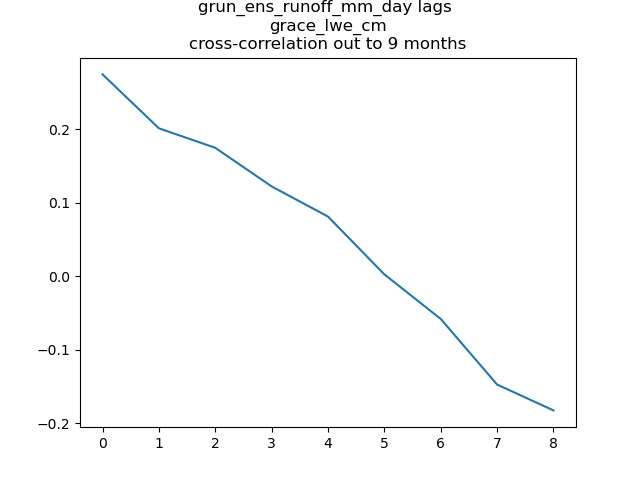 grun_ens_runoff_mm_day lags
grace_lwe_cm
cross-correlation out to 9 months
0.2
0.1
0.0
−0.1
−0.2
0 1 2 3 4 5 6 7 8